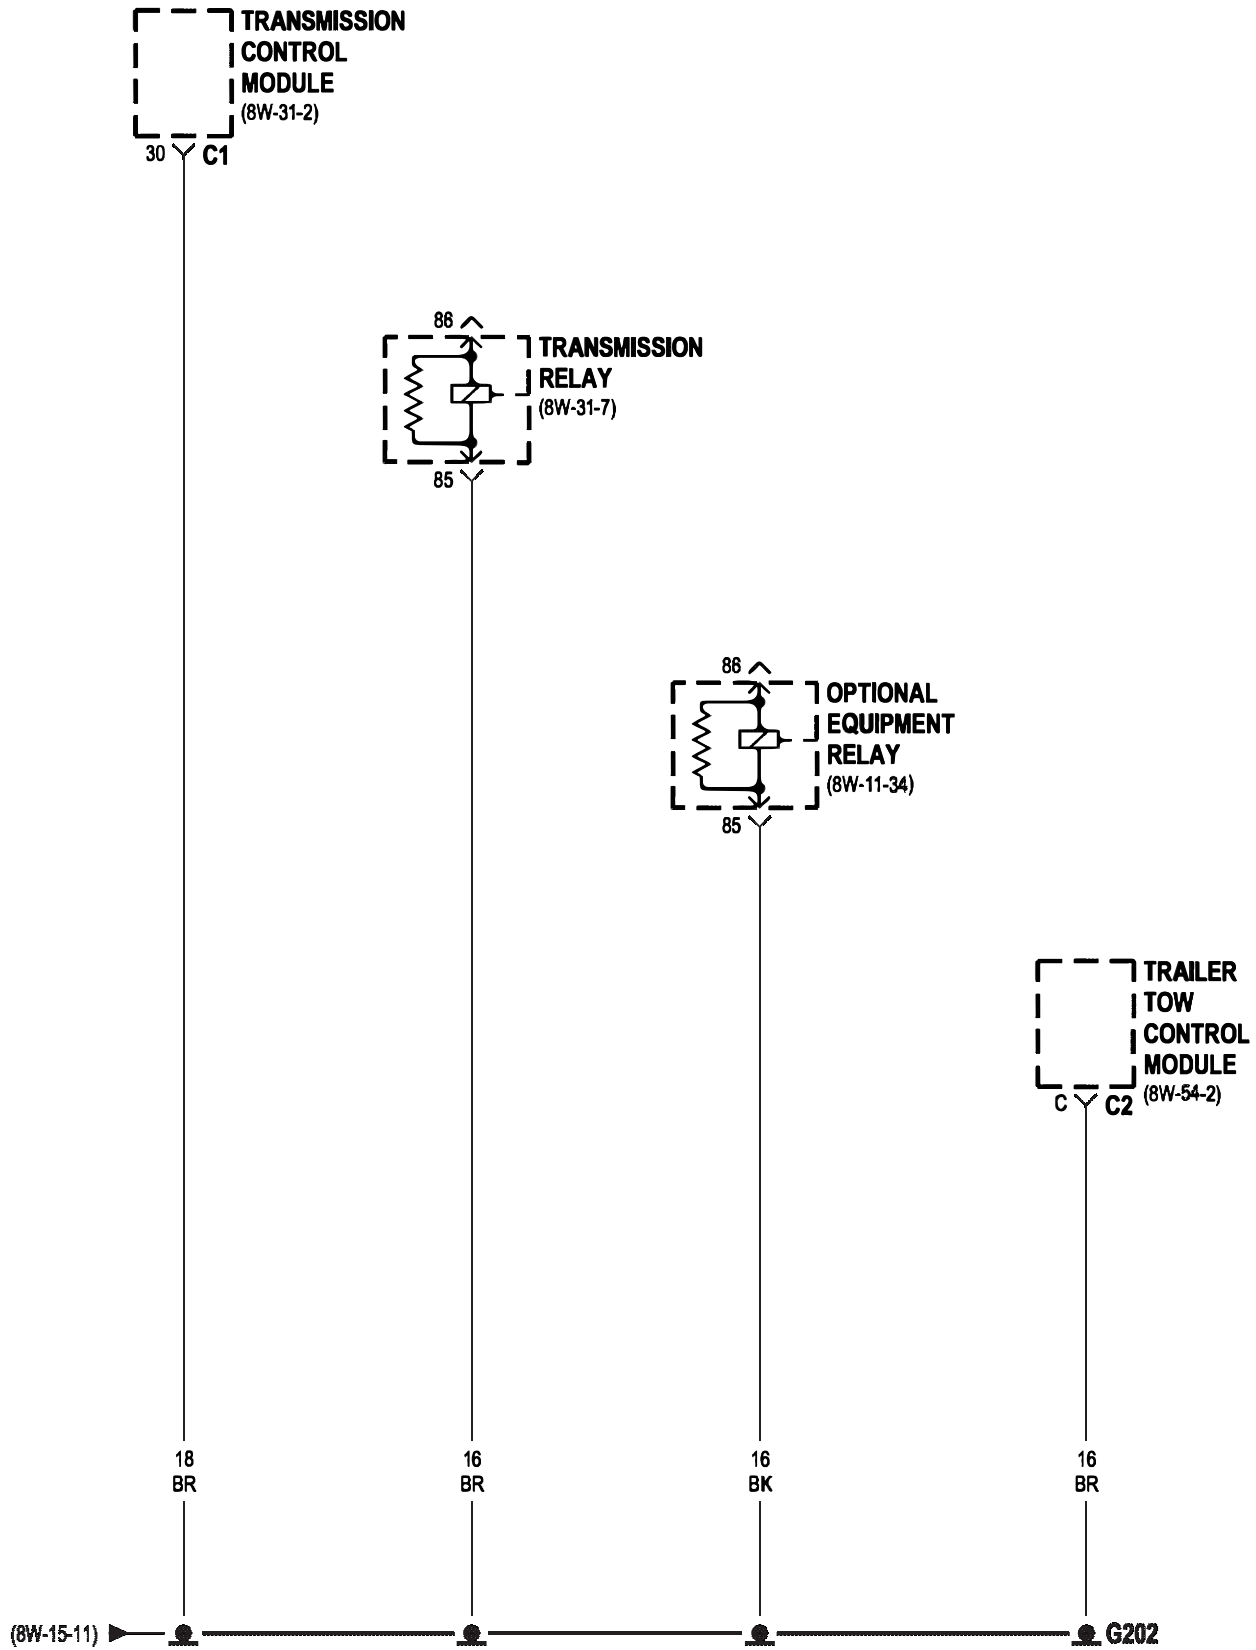 TRANSMISSION
CONTROL
MODULE
(8W-31-2)
30 C1
86
TRANSMISSION
RELAY
(8W-31-7)
85
86
OPTIONAL
EQUIPMENT
RELAY
(8W-11-34)
85
TRAILER
TOW
CONTROL
MODULE
(8W-54-2)
C C2
18 16 16 16
BR BR BK BR
(8W-15-11) G202